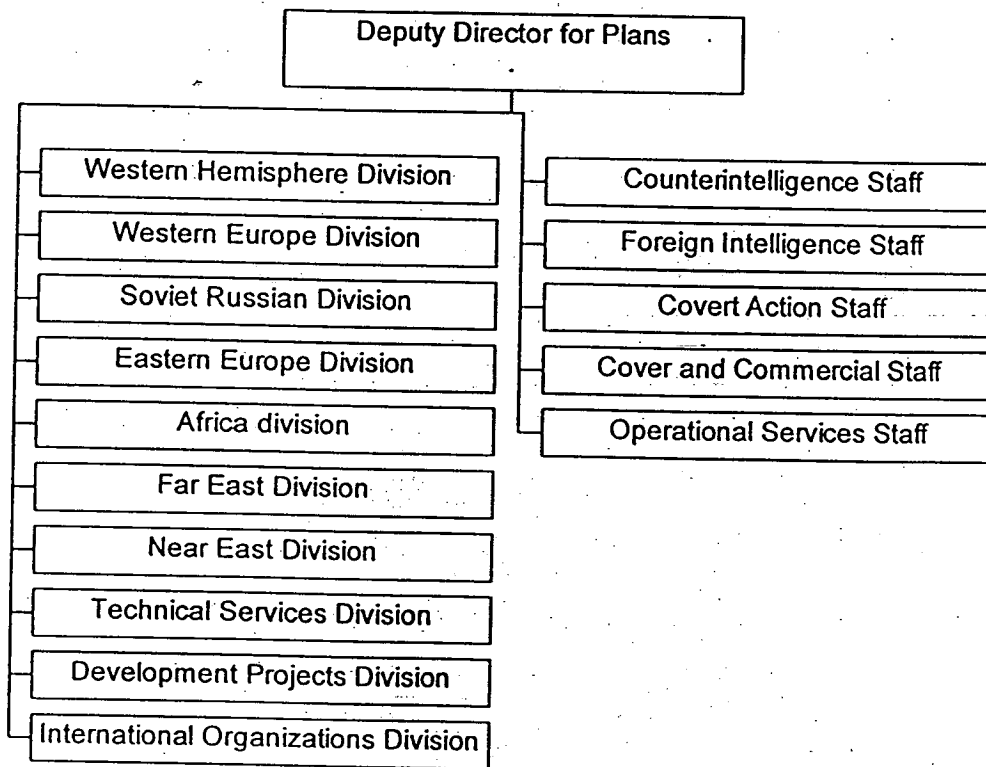 Deputy Director for Plans
Western Hemisphere Division
Western Europe Division
Soviet Russian Division
Eastern Europe Division
Africa division
Far East Division
Near East Division
Technical Services Division
Development Projects Division
International Organizations Division
Counterintelligence Staff
Foreign Intelligence Staff
Covert Action Staff
Cover and Commercial Staff
Operational Services Staff